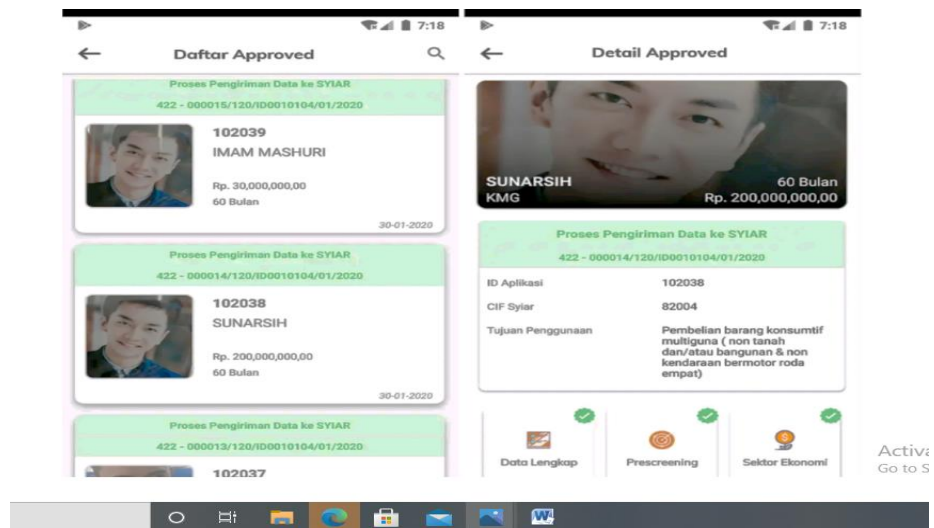 7:18
Daftar Approved
Proses Pengiriman Data ke SYIAR
422 - 000015/120/ID0010104/01/2020
102039
IMAM MASHURI
Rp. 30,000,000,00
60 Bulan
30-01-2020
Proses Pengiriman Data ke SYIAR
422 - 000014/120/ID0010104/01/2020
102038
SUNARSIH
Rp. 200,000,000,00
60 Bulan
30-01-2020
Proses Pengiriman Data ke SYIAR
422 - 000013/120/ID0010104/01/2020
102037
7:18
Detail Approved
SUNARSIH
60 Bulan
KMG
Rp. 200,000,000,00
Proses Pengiriman Data ke SYIAR
422 - 000014/120/ID0010104/01/2020
ID Aplikasi 102038
CIF Syiar 82004
Tujuan Penggunaan Pembelian barang konsumtif
multiguna ( non tanah
dan/atau bangunan & non
kendaraan bermotor roda
empat)
Data Lengkap
Prescreening
Sektor Ekonomi
Activa
Go to S
W